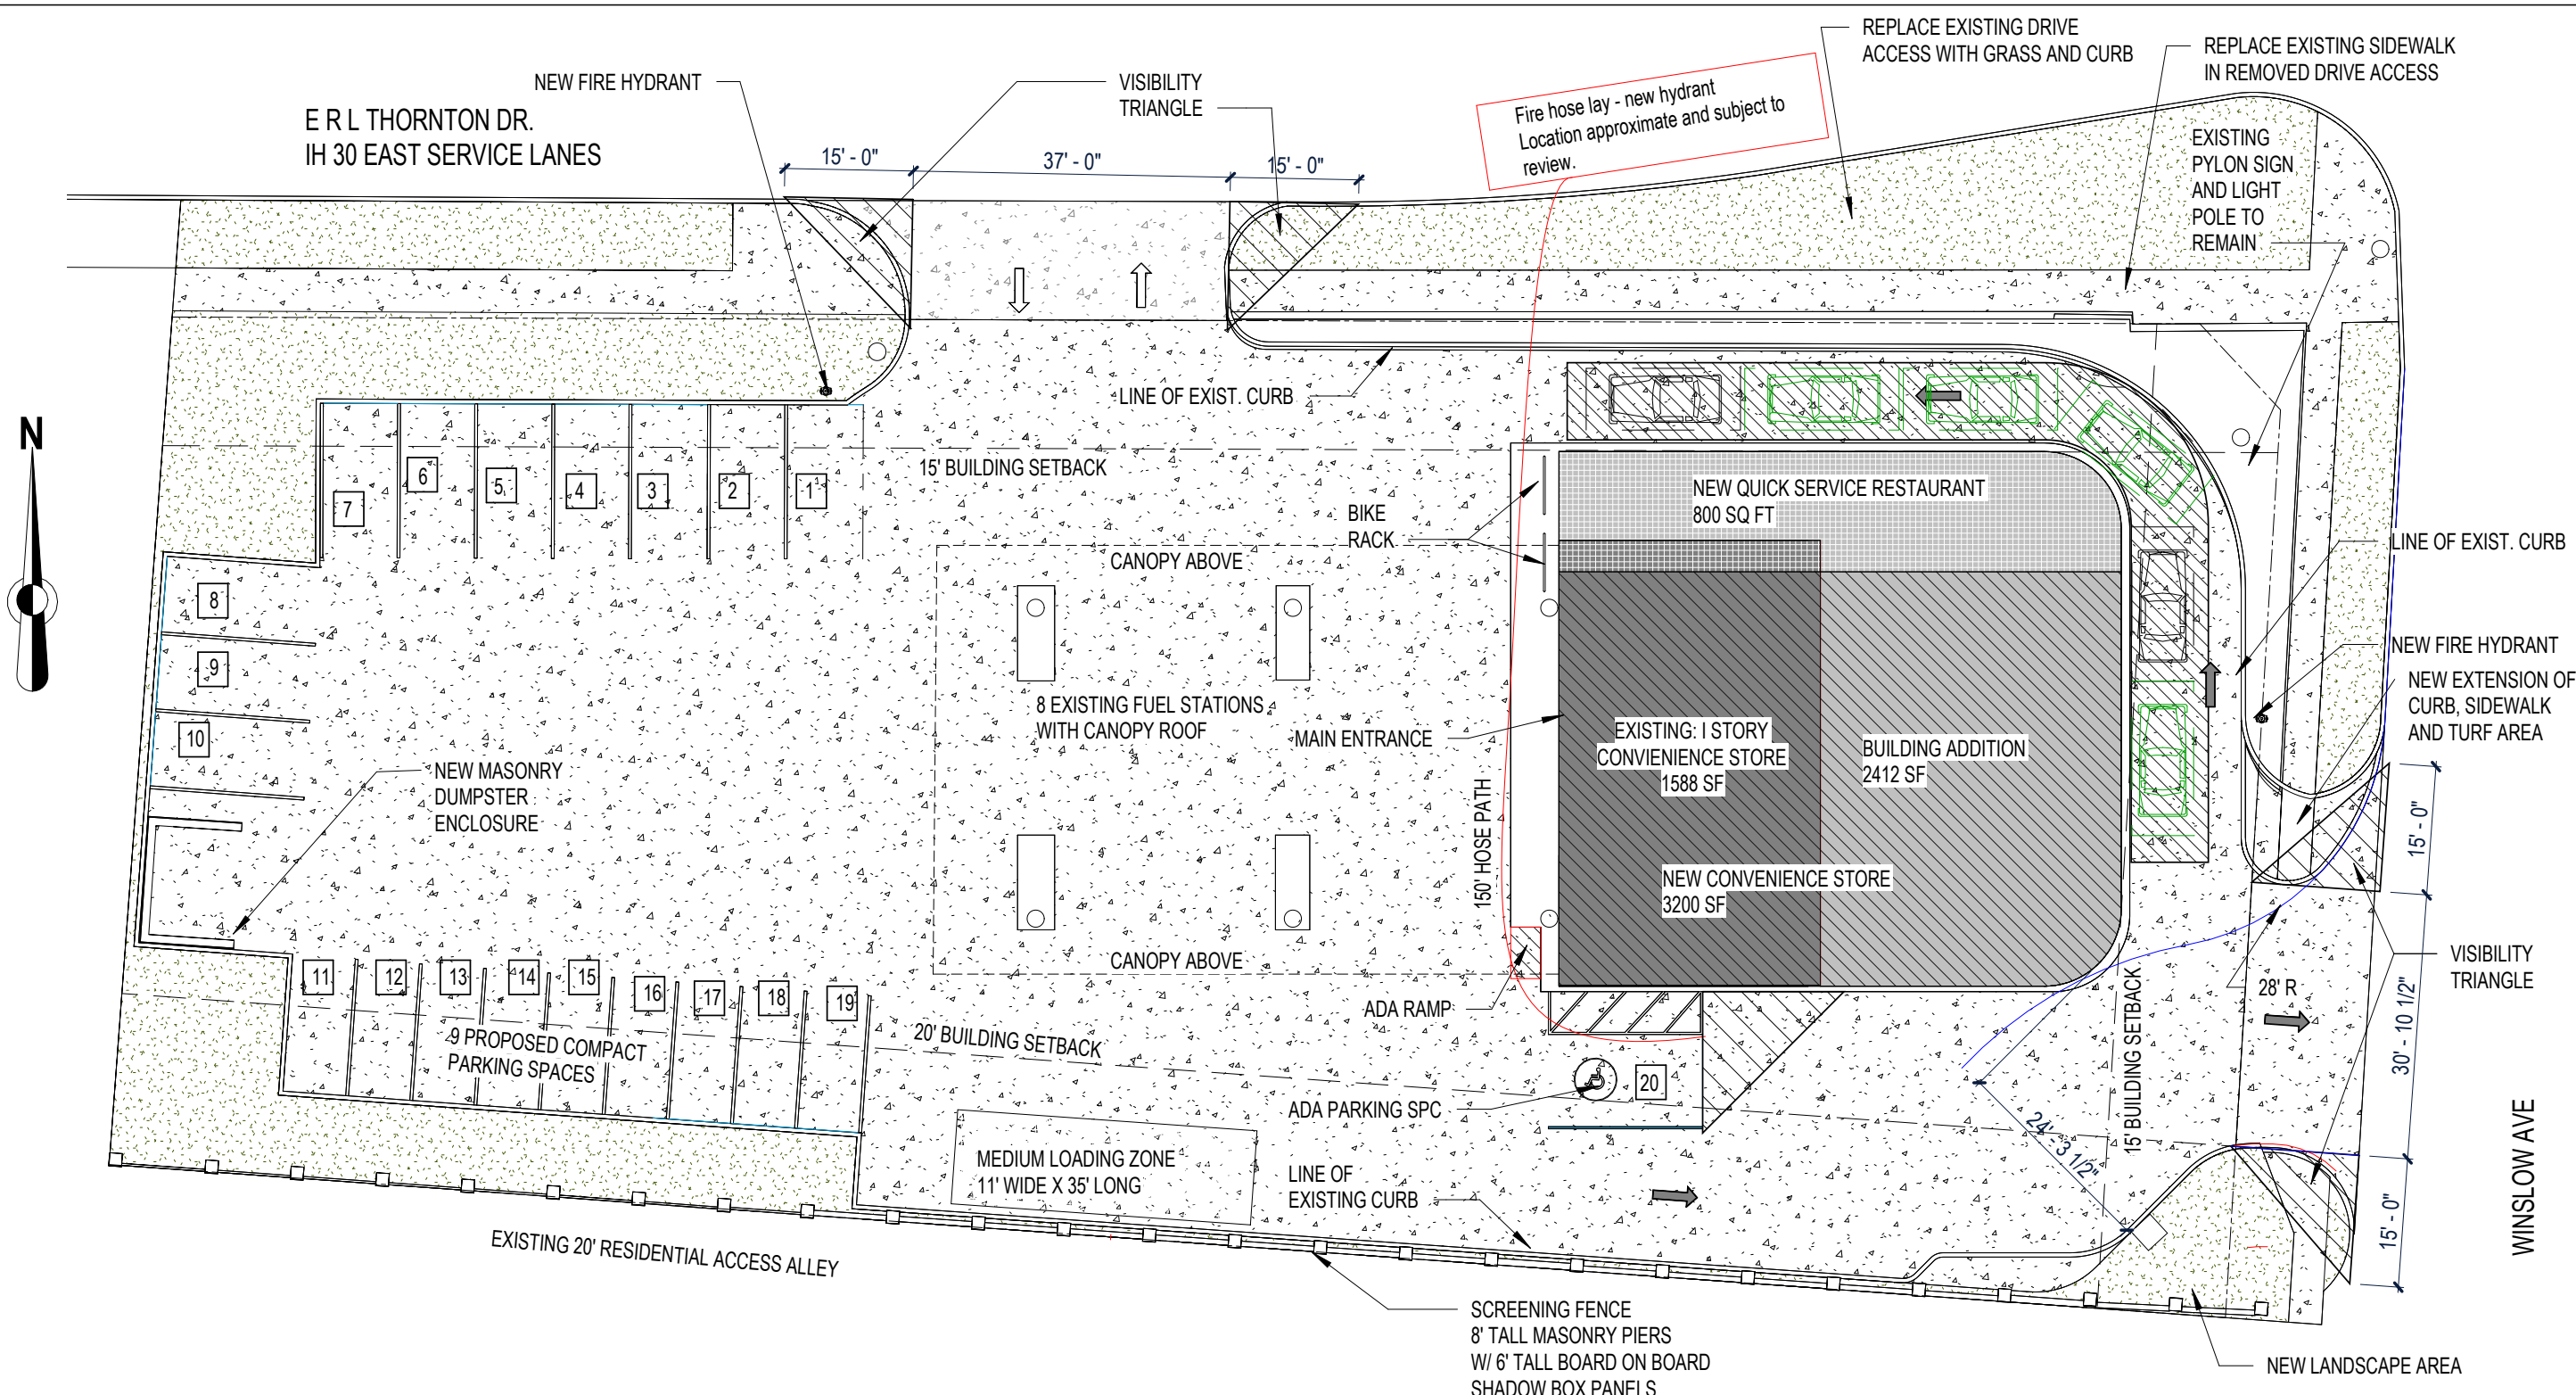 REPLACE EXISTING DRIVE
ACCESS WITH GRASS AND CURB
REPLACE EXISTING SIDEWALK
IN REMOVED DRIVE ACCESS
NEW FIRE HYDRANT
VISIBILITY
TRIANGLE
E R L THORNTON DR.
IH 30 EAST SERVICE LANES
Fire hose lay - new hydrant
Location approximate and subject to
review.
15' - 0"
37' - 0"
15' - 0"
EXISTING
PYLON SIGN
AND LIGHT
POLE TO
REMAIN
LINE OF EXIST. CURB
N
15' BUILDING SETBACK
7
6
5
4
3
2
1
NEW QUICK SERVICE RESTAURANT
800 SQ FT
BIKE
RACK
CANOPY ABOVE
LINE OF EXIST. CURB
8
9
10
NEW FIRE HYDRANT
NEW EXTENSION OF
CURB, SIDEWALK
AND TURF AREA
8 EXISTING FUEL STATIONS
WITH CANOPY ROOF
MAIN ENTRANCE
EXISTING: I STORY
CONVIENIENCE STORE
1588 SF
BUILDING ADDITION
2412 SF
NEW MASONRY
DUMPSTER
ENCLOSURE
150' HOSE PATH
15' - 0"
NEW CONVENIENCE STORE
3200 SF
CANOPY ABOVE
VISIBILITY
TRIANGLE
11
12
13
14
15
16
17
18
19
28' R
30' - 10 1/2"
ADA RAMP
9 PROPOSED COMPACT
PARKING SPACES
20' BUILDING SETBACK
15' BUILDING SETBACK
20
ADA PARKING SPC
24' - 3 1/2"
WINSLOW AVE
MEDIUM LOADING ZONE
11' WIDE X 35' LONG
LINE OF
EXISTING CURB
15' - 0"
EXISTING 20' RESIDENTIAL ACCESS ALLEY
SCREENING FENCE
8' TALL MASONRY PIERS
W/ 6' TALL BOARD ON BOARD
SHADOW BOX PANELS
NEW LANDSCAPE AREA